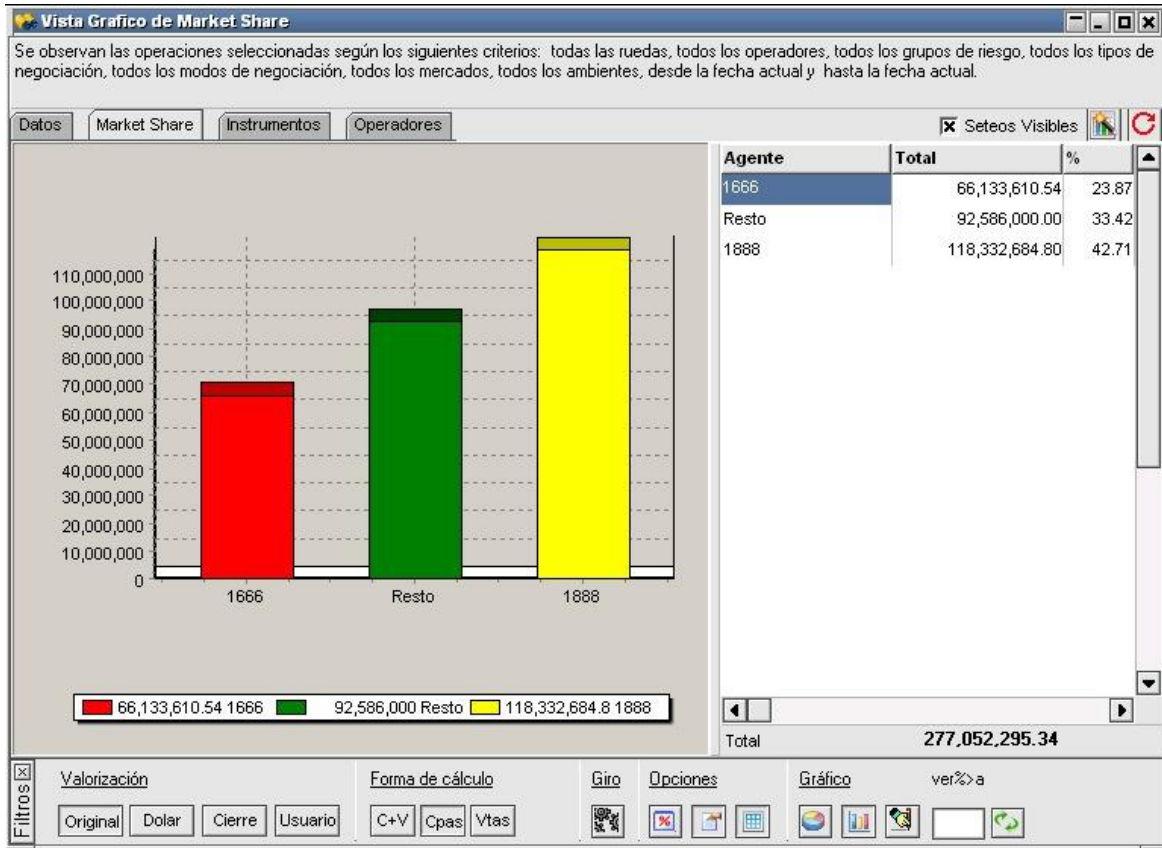 Vista Grafico de Market Share
Se observan las operaciones seleccionadas según los siguientes criterios: todas las ruedas, todos los operadores, todos los grupos de riesgo, todos los tipos de
negociación, todos los modos de negociación, todos los mercados, todos los ambientes, desde la fecha actual y hasta la fecha actual.
Datos Market Share Instrumentos Operadores Seteos Visibles
110,000,000
100,000,000
90,000,000
80,000,000
70,000,000
60,000,000
50,000,000
40,000,000
30,000,000
20,000,000
10,000,000
0
1666 Resto 1888
66,133,610.54 1666 92,586,000 Resto 118,332,684.8 1888
Agente Total %
1666 66,133,610.54 23.87
Resto 92,586,000.00 33.42
1888 118,332,684.80 42.71
Total 277,052,295.34
Filtros
Valorización Forma de cálculo Giro Opciones Gráfico ver%>a
Original Dolar Cierre Usuario C+V Cpas Vtas